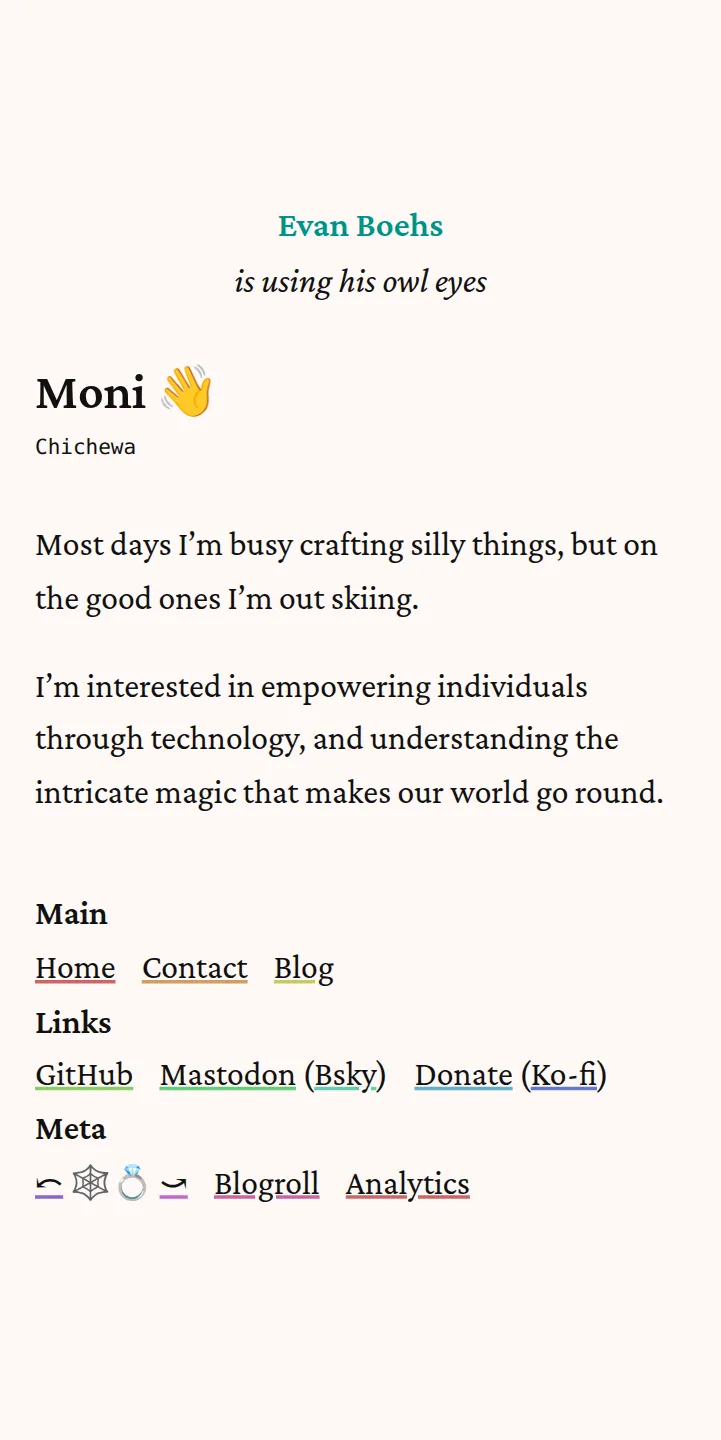 Evan Boehs
is using his owl eyes
Moni 👋
Chichewa
Most days I’m busy crafting silly things, but on
the good ones I’m out skiing.
I’m interested in empowering individuals
through technology, and understanding the
intricate magic that makes our world go round.
Main
Home Contact Blog
Links
GitHub Mastodon (Bsky) Donate (Ko-fi)
Meta
⤺ 🕸️💍 ⤻ Blogroll Analytics